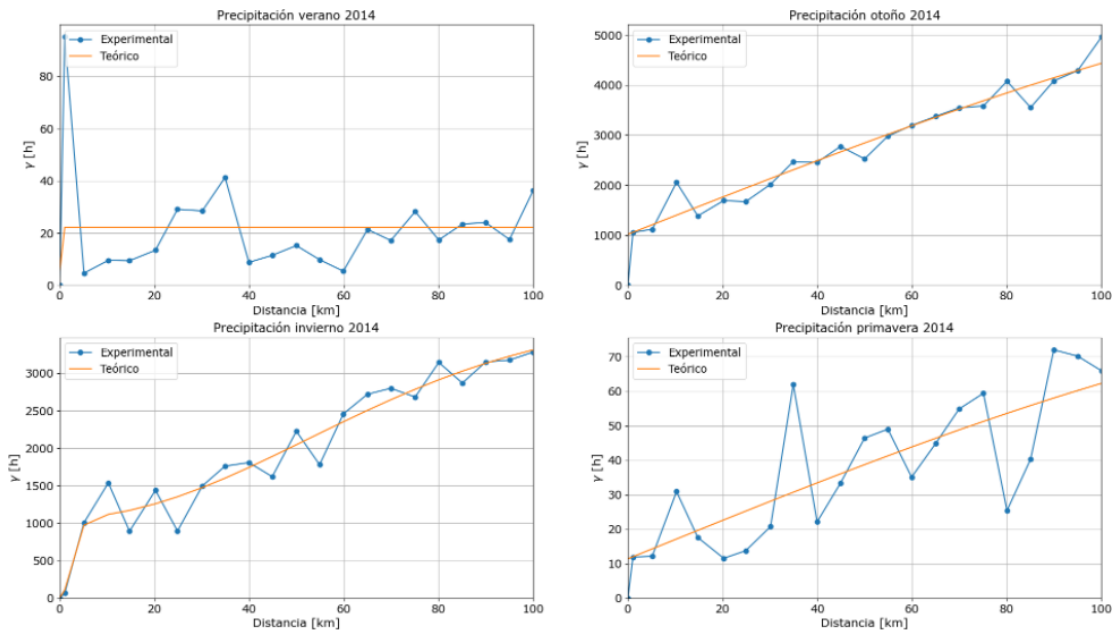 Precipitación verano 2014
γ [h]
80
60
40
20
0
Experimental
Teórico
0 20 40 60 80 100
Distancia [km]
Precipitación otoño 2014
γ [h]
5000
4000
3000
2000
1000
0
Experimental
Teórico
0 20 40 60 80 100
Distancia [km]
Precipitación invierno 2014
γ [h]
3000
2500
2000
1500
1000
500
0
Experimental
Teórico
0 20 40 60 80 100
Distancia [km]
Precipitación primavera 2014
γ [h]
70
60
50
40
30
20
10
0
Experimental
Teórico
0 20 40 60 80 100
Distancia [km]